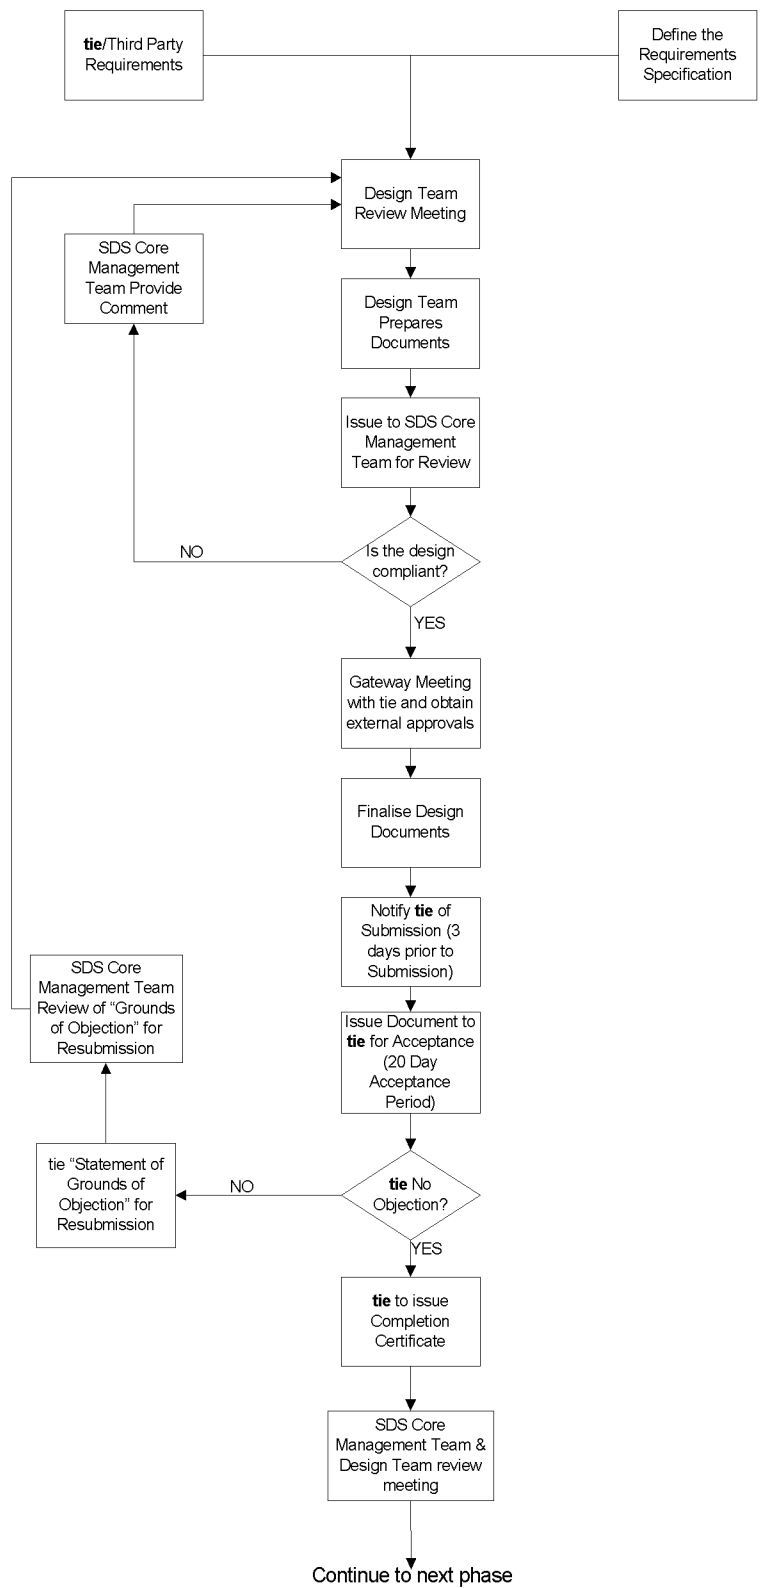 tie/Third Party
Requirements
Define the
Requirements
Specification
Design Team
Review Meeting
SDS Core
Management
Team Provide
Comment
Design Team
Prepares
Documents
Issue to SDS Core
Management
Team for Review
Is the design
compliant?
NO
YES
Gateway Meeting
with tie and obtain
external approvals
Finalise Design
Documents
Notify tie of
Submission (3
days prior to
Submission)
SDS Core
Management Team
Review of “Grounds
of Objection” for
Resubmission
Issue Document to
tie for Acceptance
(20 Day
Acceptance
Period)
tie “Statement of
Grounds of
Objection” for
Resubmission
NO
tie No
Objection?
YES
tie to issue
Completion
Certificate
SDS Core
Management Team &
Design Team review
meeting
Continue to next phase